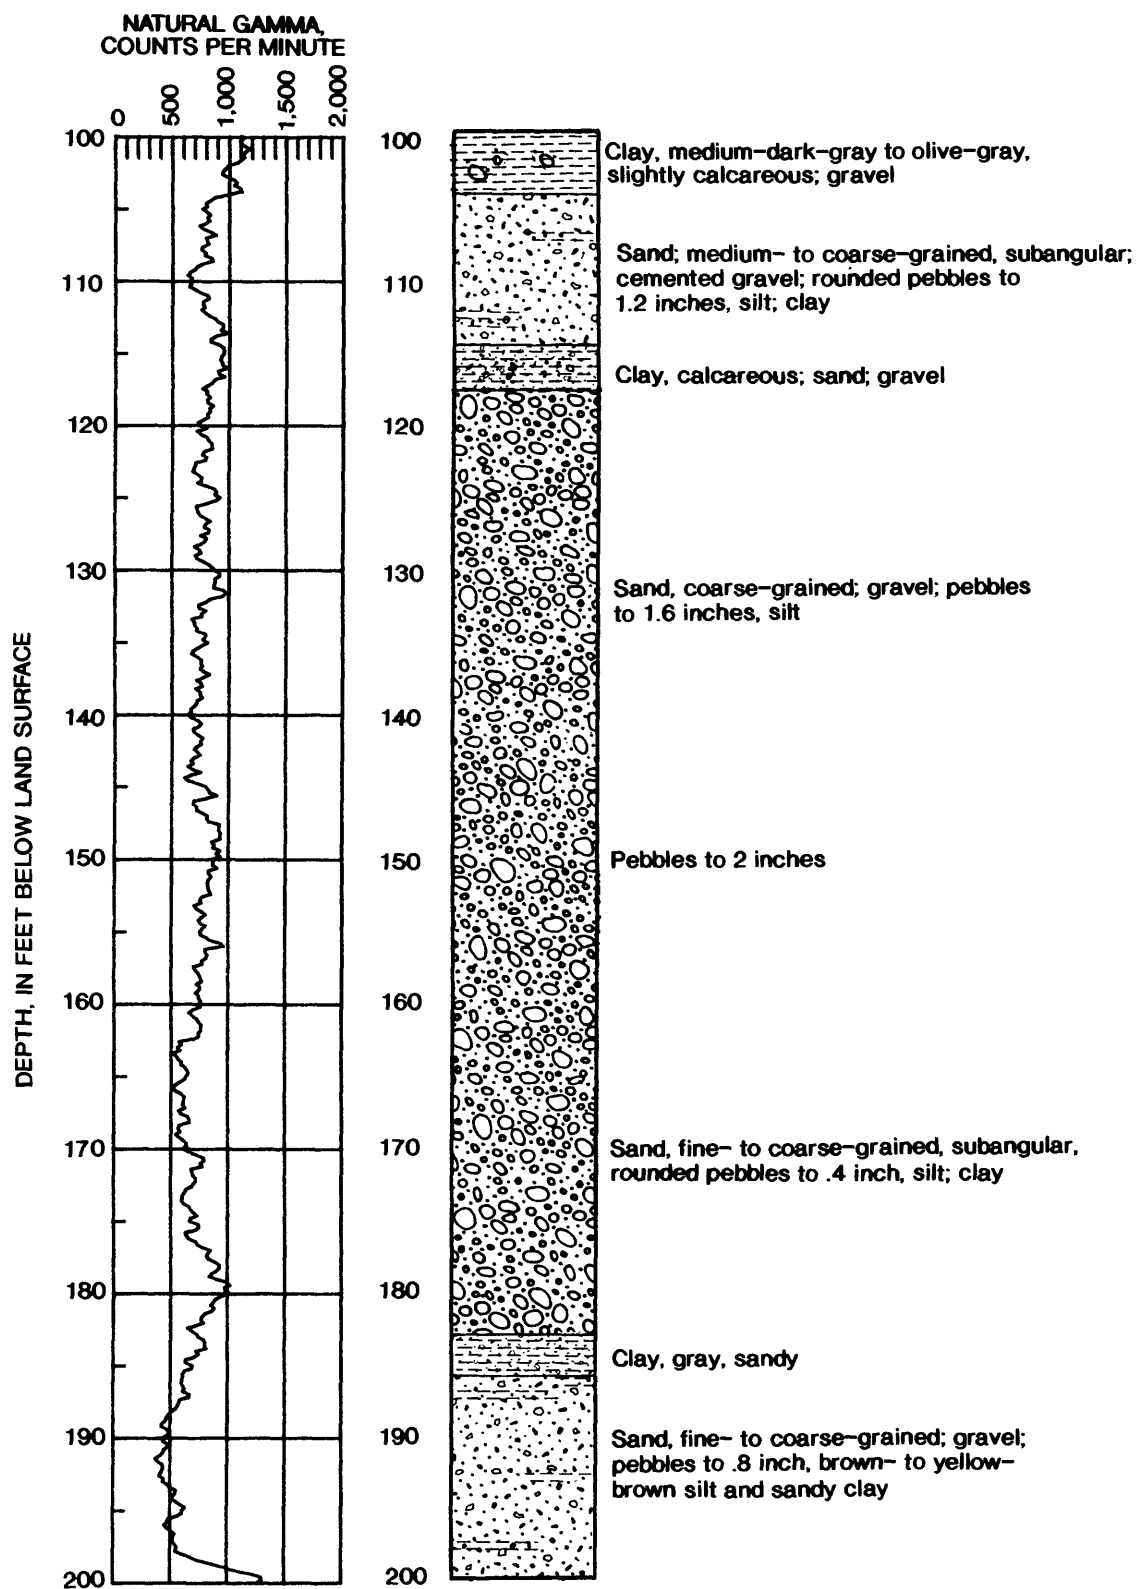 NATURAL GAMMA,
COUNTS PER MINUTE
0
500
1,000
1,500
2,000
DEPTH, IN FEET BELOW LAND SURFACE
100
110
120
130
140
150
160
170
180
190
200
100
110
120
130
140
150
160
170
180
190
200
Clay, medium-dark-gray to olive-gray,
slightly calcareous; gravel
Sand; medium- to coarse-grained, subangular;
cemented gravel; rounded pebbles to
1.2 inches, silt; clay
Clay, calcareous; sand; gravel
Sand, coarse-grained; gravel; pebbles
to 1.6 inches, silt
Pebbles to 2 inches
Sand, fine- to coarse-grained, subangular,
rounded pebbles to .4 inch, silt; clay
Clay, gray, sandy
Sand, fine- to coarse-grained; gravel;
pebbles to .8 inch, brown- to yellow-
brown silt and sandy clay